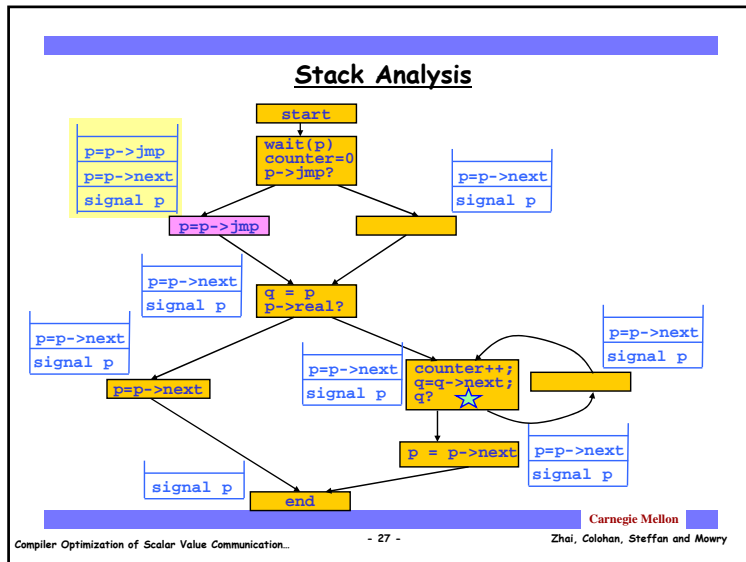 Stack Analysis
start
wait(p)
counter=0
p->jmp?
p=p->jmp
p=p->next
signal p
p=p->next
signal p
p=p->jmp
p=p->next
signal p
q = p
p->real?
p=p->next
signal p
p=p->next
signal p
counter++;
q=q->next;
q?
p=p->next
signal p
p=p->next
p = p->next
p=p->next
signal p
signal p
end
Carnegie Mellon
Compiler Optimization of Scalar Value Communication…
- 27 -
Zhai, Colohan, Steffan and Mowry